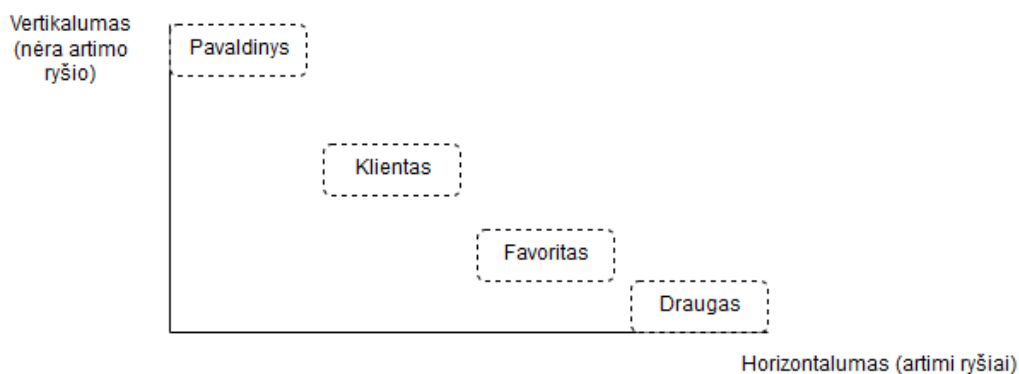 Vertikalumas
(nėra artimo
ryšio)
Pavaldinys
Klientas
Favoritas
Draugas
Horizontalumas (artimi ryšiai)